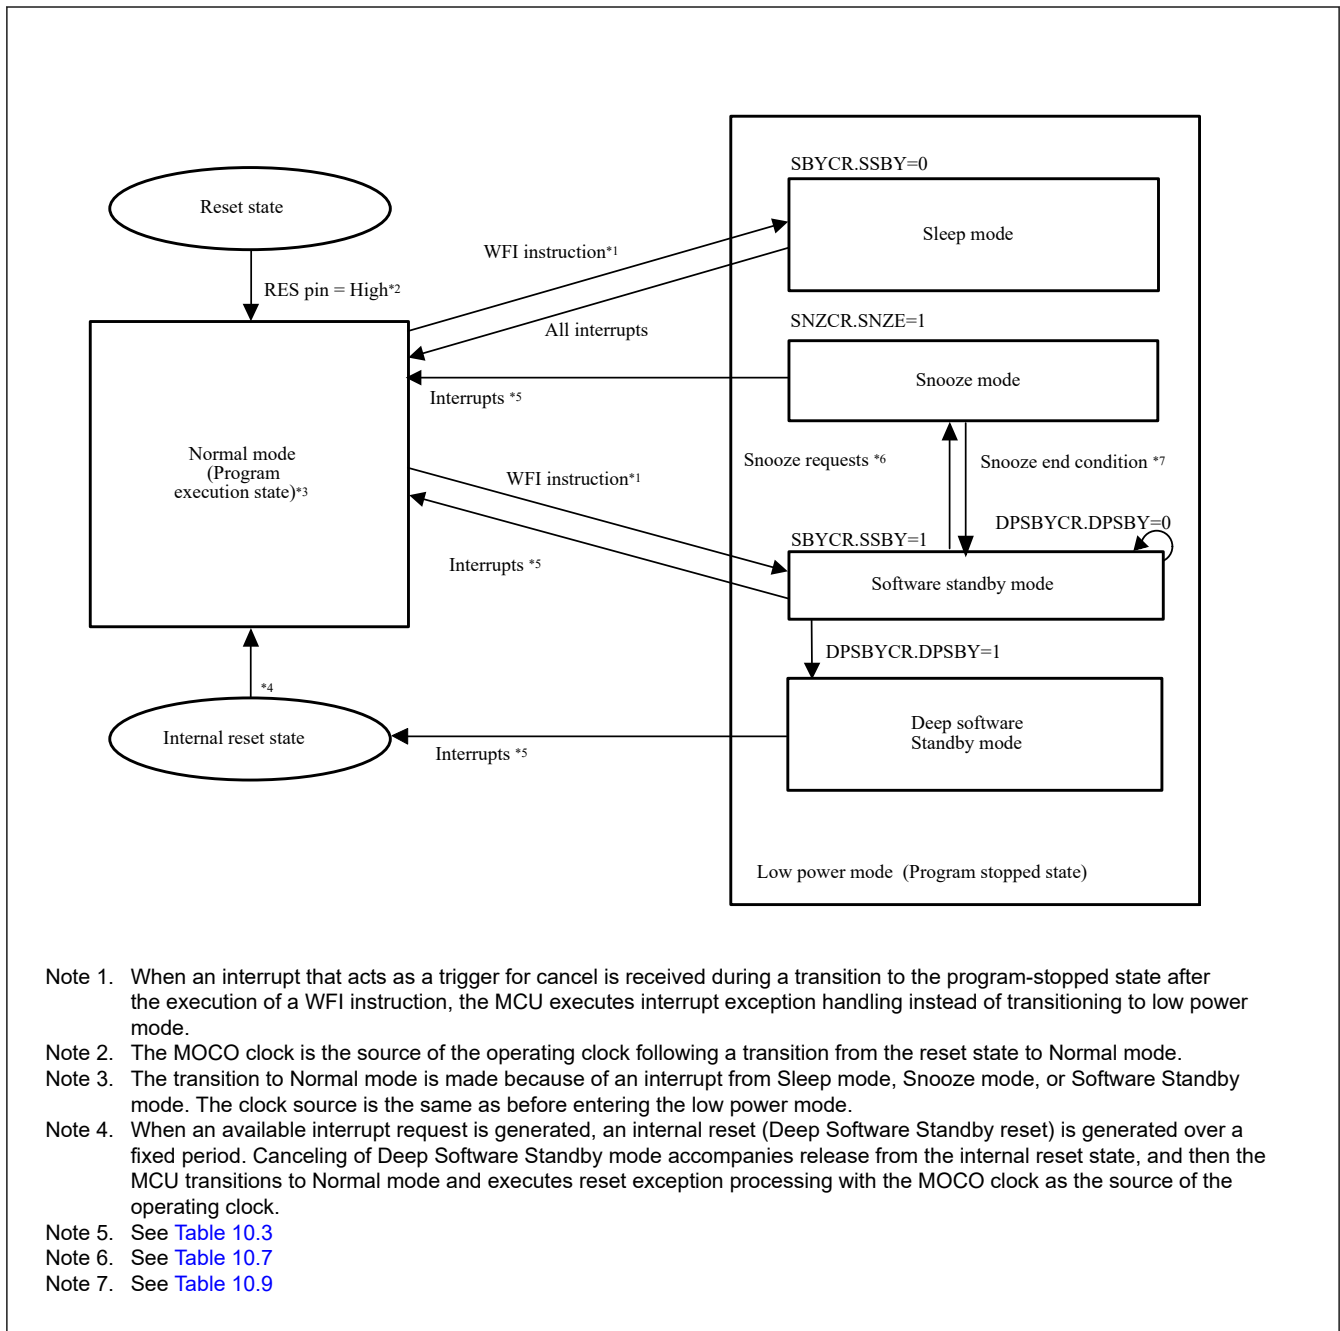 SBYCR.SSBY=0
Reset state
Sleep mode
WFI instruction*1
RES pin = High*2
SNZCR.SNZE=1
All interrupts
Snooze mode
Interrupts *5
Normal mode
(Program
execution state)*3
Snooze requests *6
Snooze end condition *7
WFI instruction*1
DPSBYCR.DPSBY=0
SBYCR.SSBY=1
Interrupts *5
Software standby mode
DPSBYCR.DPSBY=1
*4
Deep software
Standby mode
Internal reset state
Interrupts *5
Low power mode (Program stopped state)
Note 1. When an interrupt that acts as a trigger for cancel is received during a transition to the program-stopped state after
the execution of a WFI instruction, the MCU executes interrupt exception handling instead of transitioning to low power
mode.
Note 2. The MOCO clock is the source of the operating clock following a transition from the reset state to Normal mode.
Note 3. The transition to Normal mode is made because of an interrupt from Sleep mode, Snooze mode, or Software Standby
mode. The clock source is the same as before entering the low power mode.
Note 4. When an available interrupt request is generated, an internal reset (Deep Software Standby reset) is generated over a
fixed period. Canceling of Deep Software Standby mode accompanies release from the internal reset state, and then the
MCU transitions to Normal mode and executes reset exception processing with the MOCO clock as the source of the
operating clock.
Note 5. See Table 10.3
Note 6. See Table 10.7
Note 7. See Table 10.9